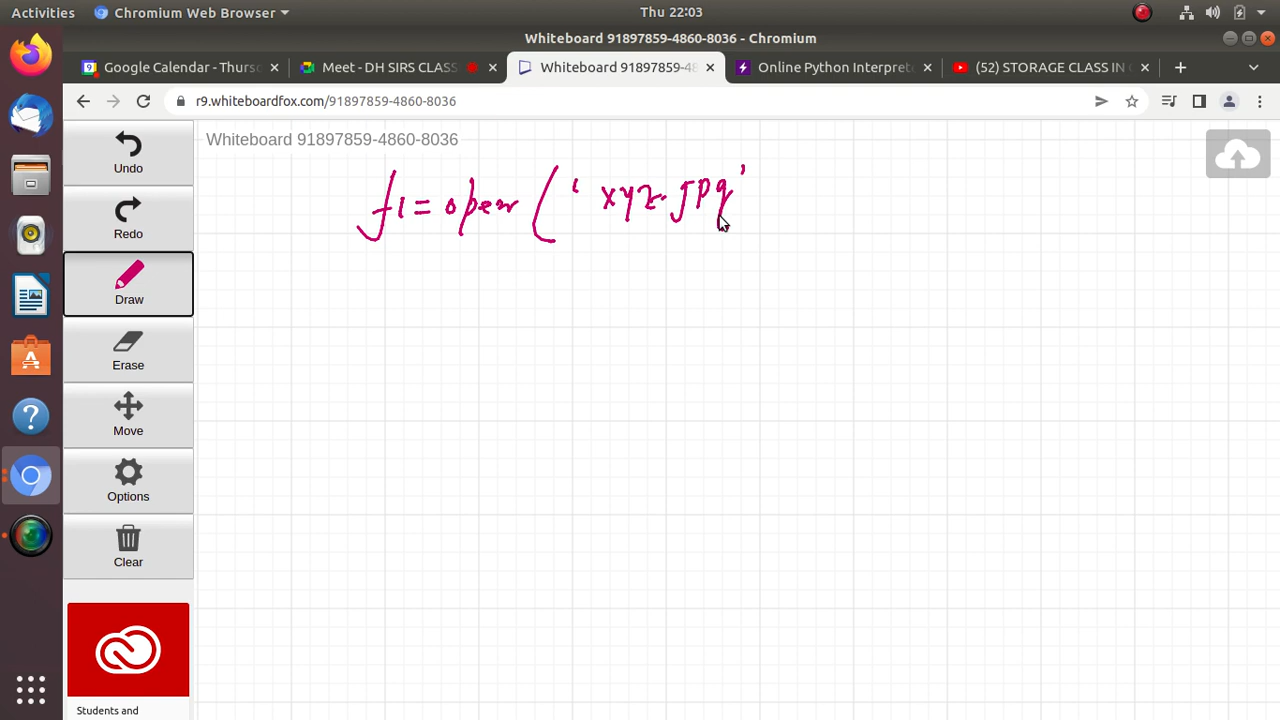 Activities
Chromium Web Browser
Thu 22:03
Whiteboard 91897859-4860-8036 - Chromium
Google Calendar - Thurs
Meet - DH SIRS CLASS
Whiteboard 91897859-48
Online Python Interpret
(52) STORAGE CLASS IN
r9.whiteboardfox.com/91897859-4860-8036
Whiteboard 91897859-4860-8036
Undo
Redo
Draw
Erase
Move
Options
Clear
Students and
f1 = open ( ' xyz.jpg '